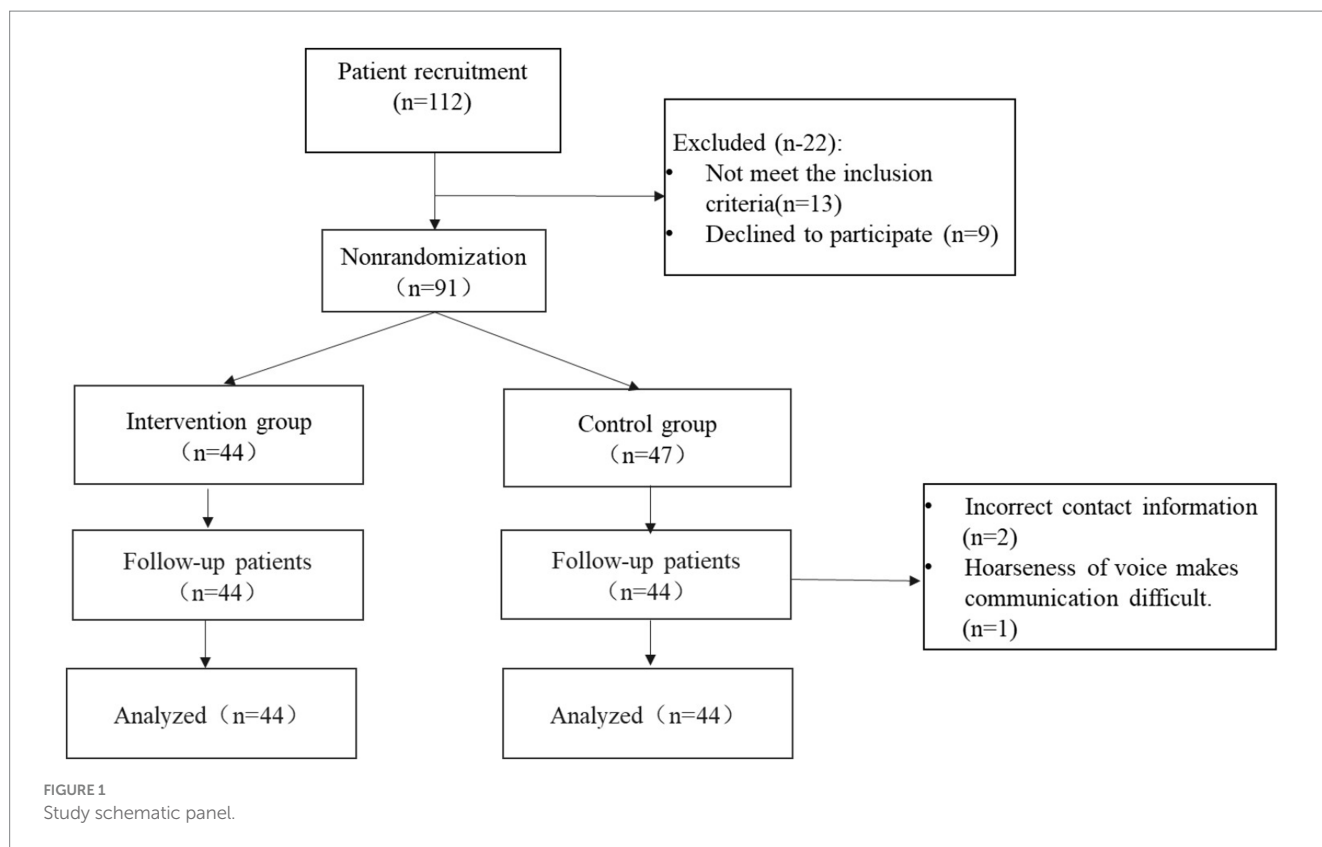 Patient recruitment
(n=112)
Excluded (n-22):
• Not meet the inclusion
criteria(n=13)
• Declined to participate (n=9)
Nonrandomization
（n=91）
Intervention group
（n=44）
Control group
（n=47）
Follow-up patients
（n=44）
Follow-up patients
（n=44）
• Incorrect contact information
(n=2)
• Hoarseness of voice makes
communication difficult.
(n=1)
Analyzed（n=44）
Analyzed（n=44）
FIGURE 1
Study schematic panel.